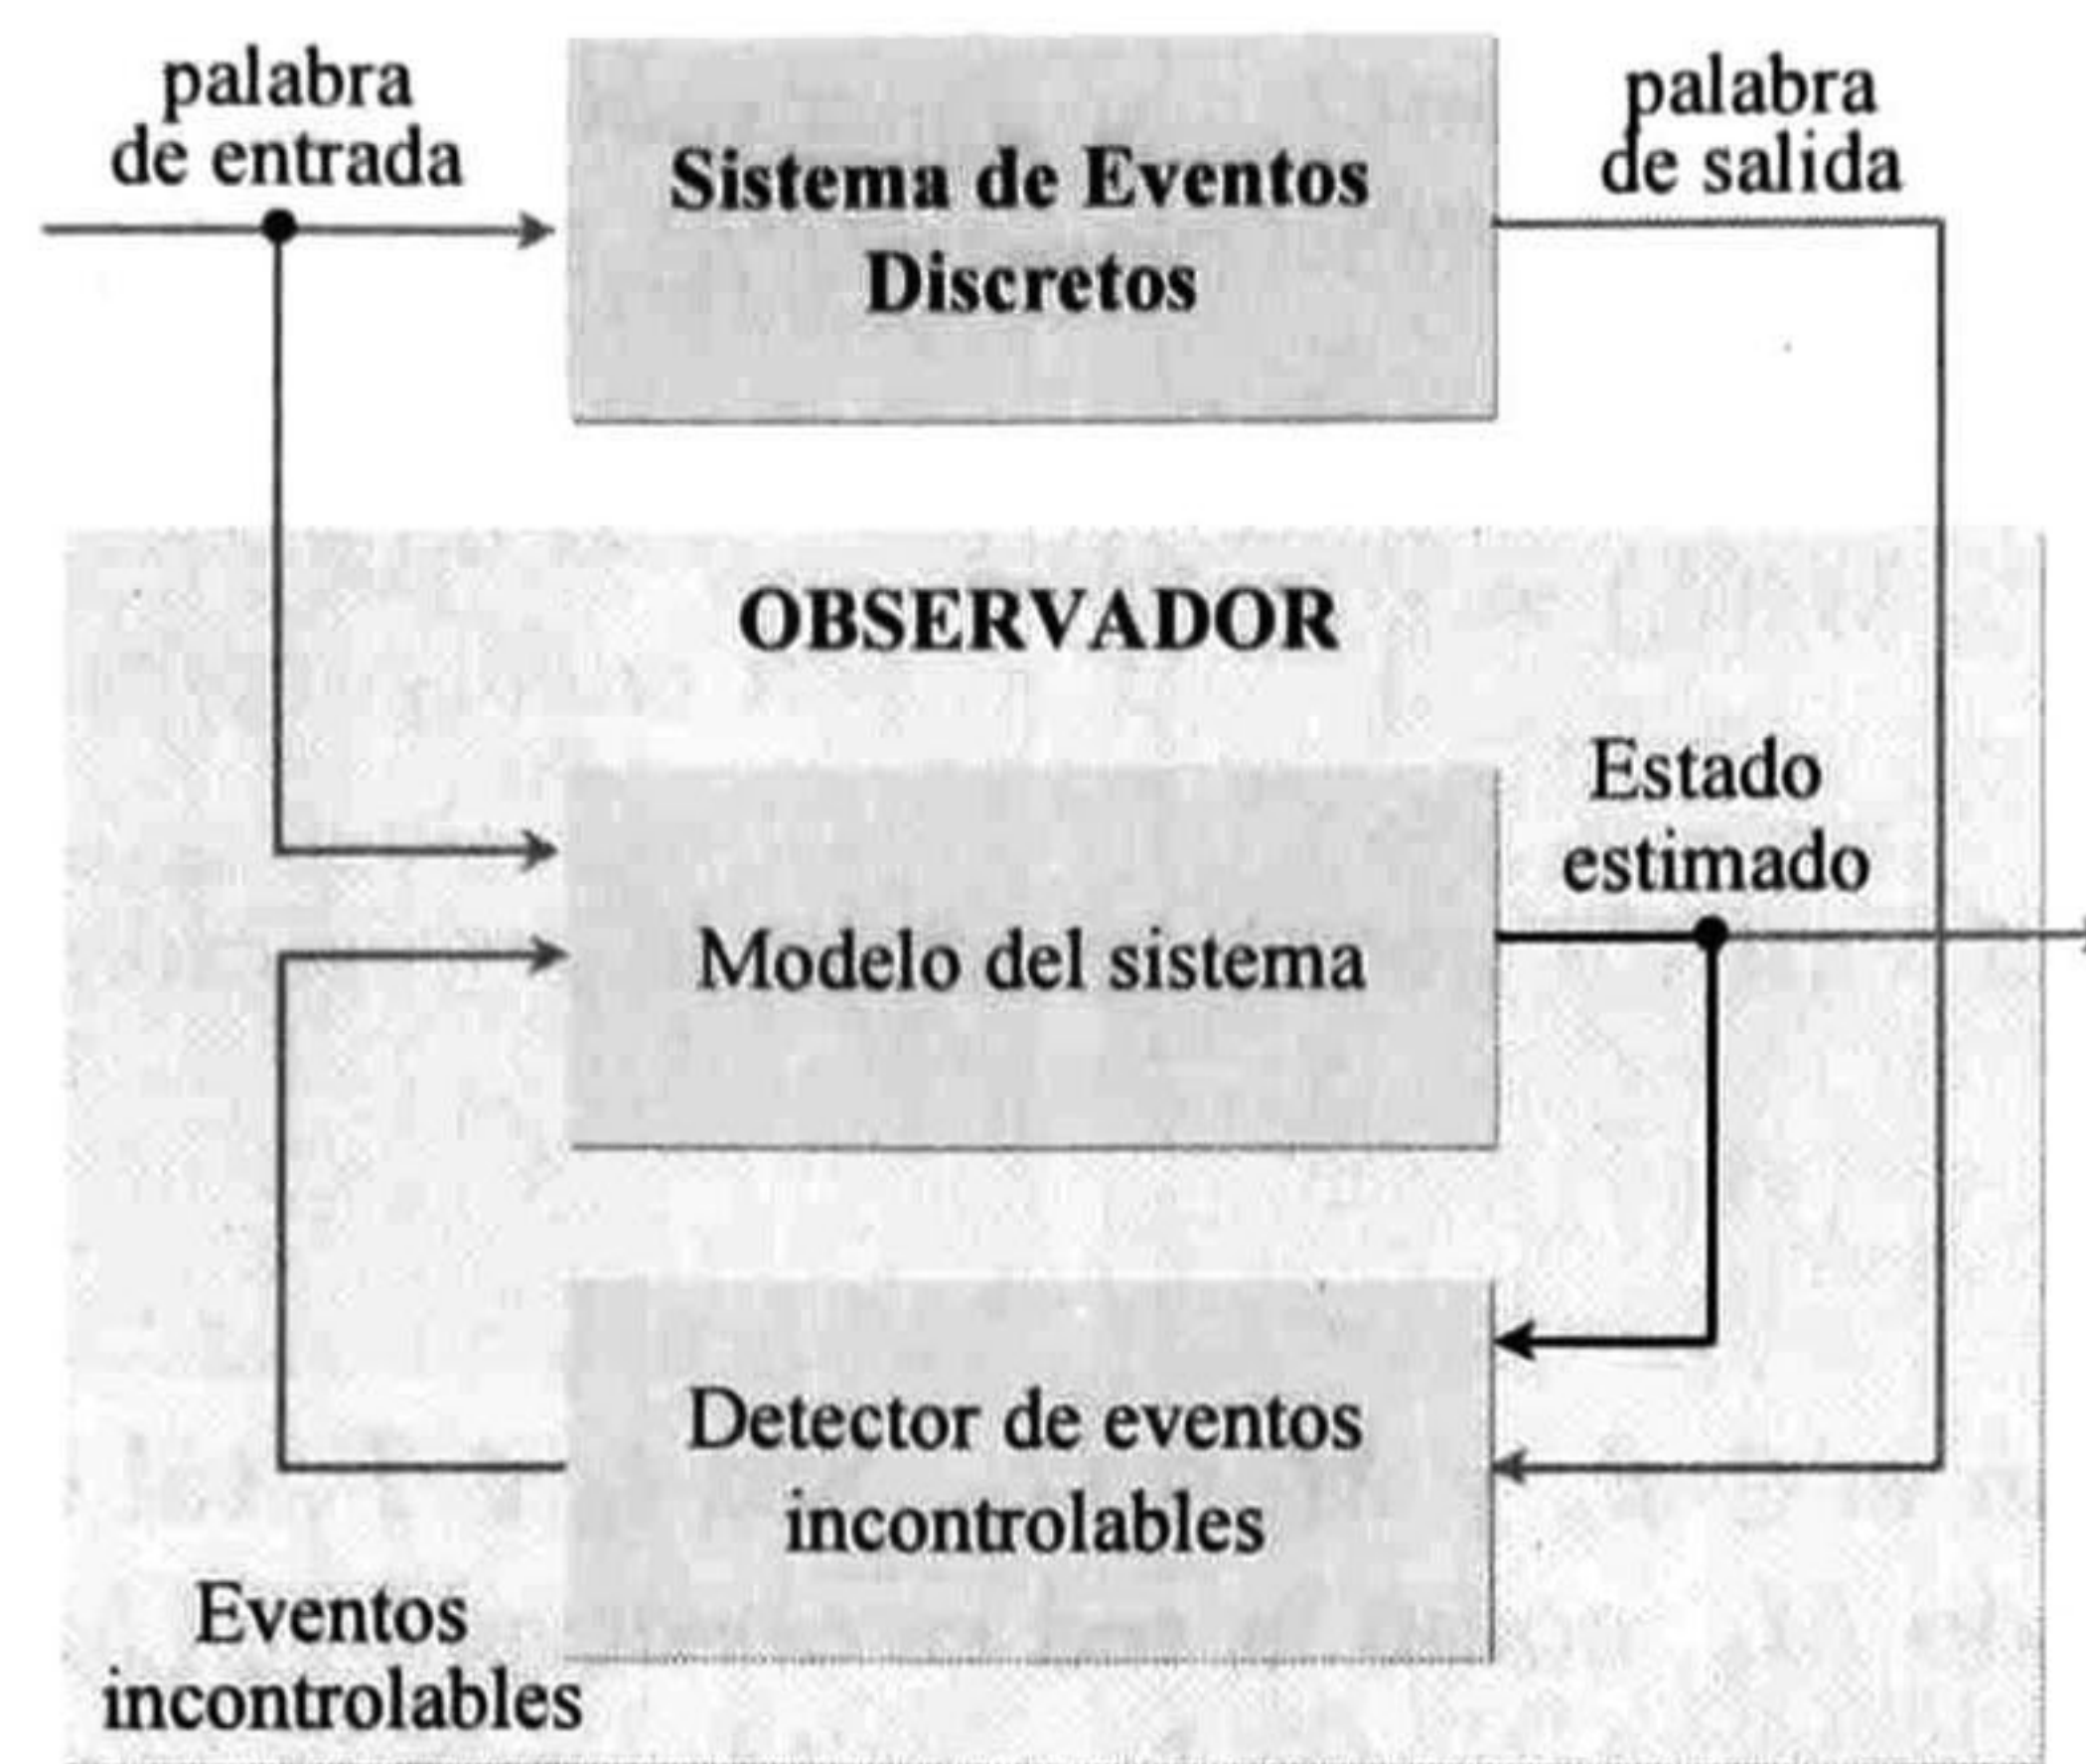 palabra
de entrada
Sistema de Eventos
Discretos
palabra
de salida
OBSERVADOR
Estado
estimado
Modelo del sistema
Detector de eventos
incontrolables
Eventos
incontrolables